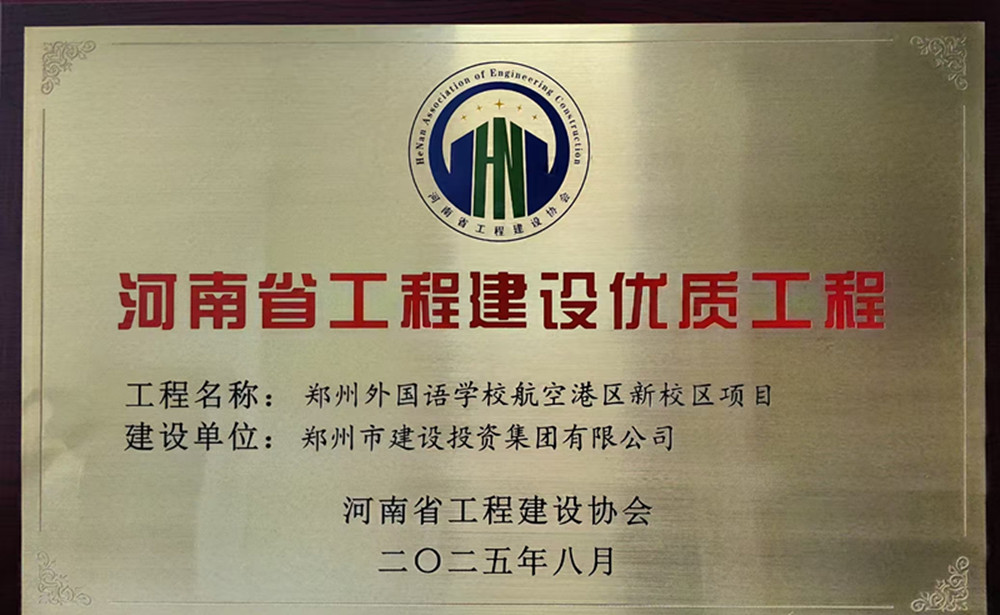 HeNan Association of Engineering Construction
河南省工程建设协会
河南省工程建设优质工程
工程名称：郑州外国语学校航空港区新校区项目
建设单位：郑州市建设投资集团有限公司
河南省工程建设协会
二〇二五年八月